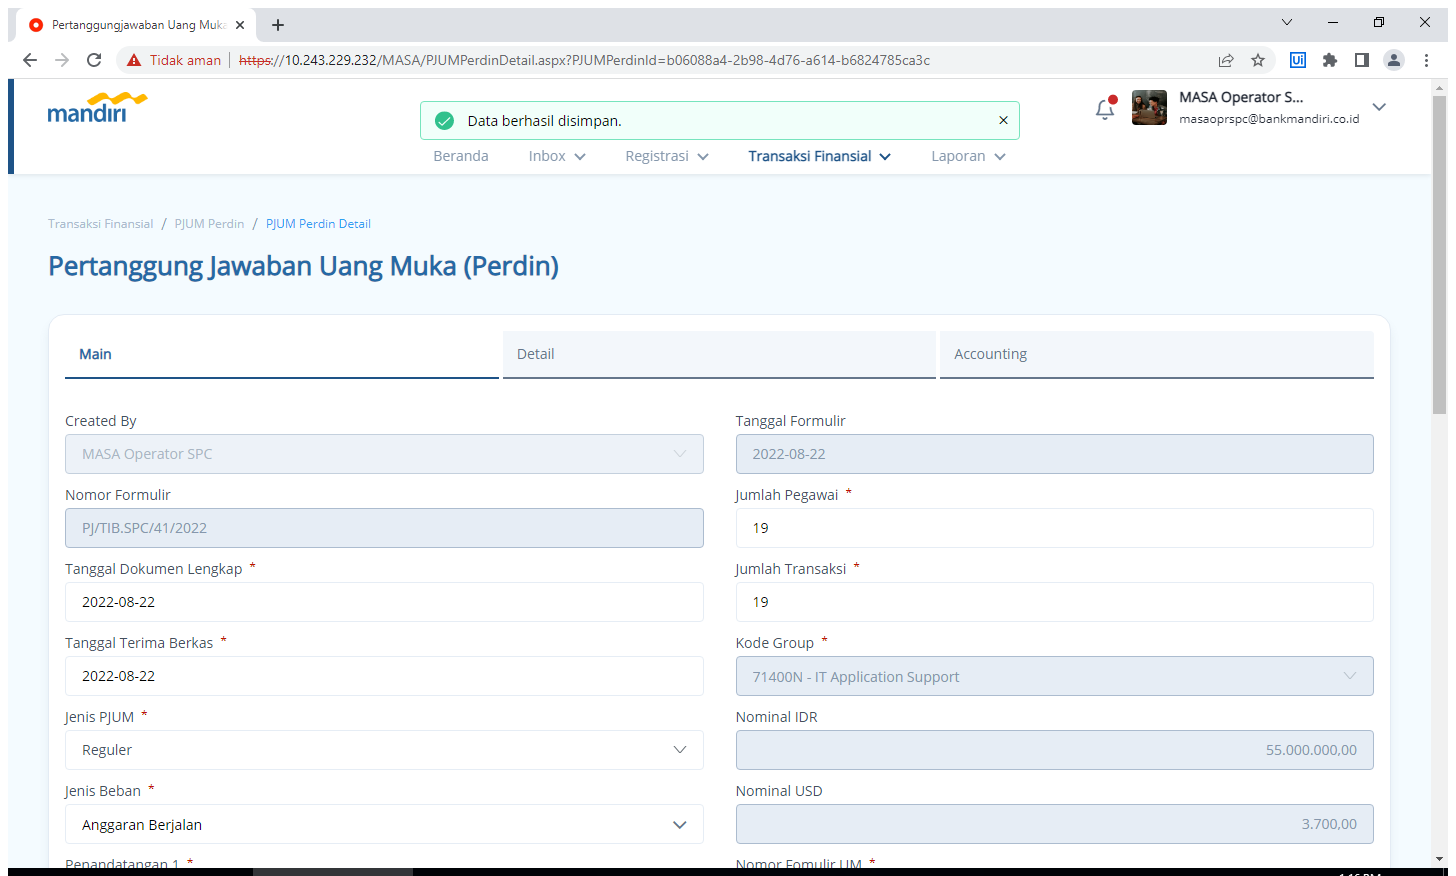 Pertanggungjawaban Uang Muka
Tidak aman
https://10.243.229.232/MASA/PJUMPerdinDetail.aspx?PJUMPerdinId=b06088a4-2b98-4d76-a614-b6824785ca3c
mandiri
Data berhasil disimpan.
MASA Operator S...
masaoprspc@bankmandiri.co.id
Beranda
Inbox
Registrasi
Transaksi Finansial
Laporan
Transaksi Finansial / PJUM Perdin / PJUM Perdin Detail
Pertanggung Jawaban Uang Muka (Perdin)
Main
Detail
Accounting
Created By
MASA Operator SPC
Tanggal Formulir
2022-08-22
Nomor Formulir
PJ/TIB.SPC/41/2022
Jumlah Pegawai *
19
Tanggal Dokumen Lengkap *
2022-08-22
Jumlah Transaksi *
19
Tanggal Terima Berkas *
2022-08-22
Kode Group *
71400N - IT Application Support
Jenis PJUM *
Reguler
Nominal IDR
55.000.000,00
Jenis Beban *
Anggaran Berjalan
Nominal USD
3.700,00
Penandatangan 1 *
Nomor Fomulir UM *
1:16 PM